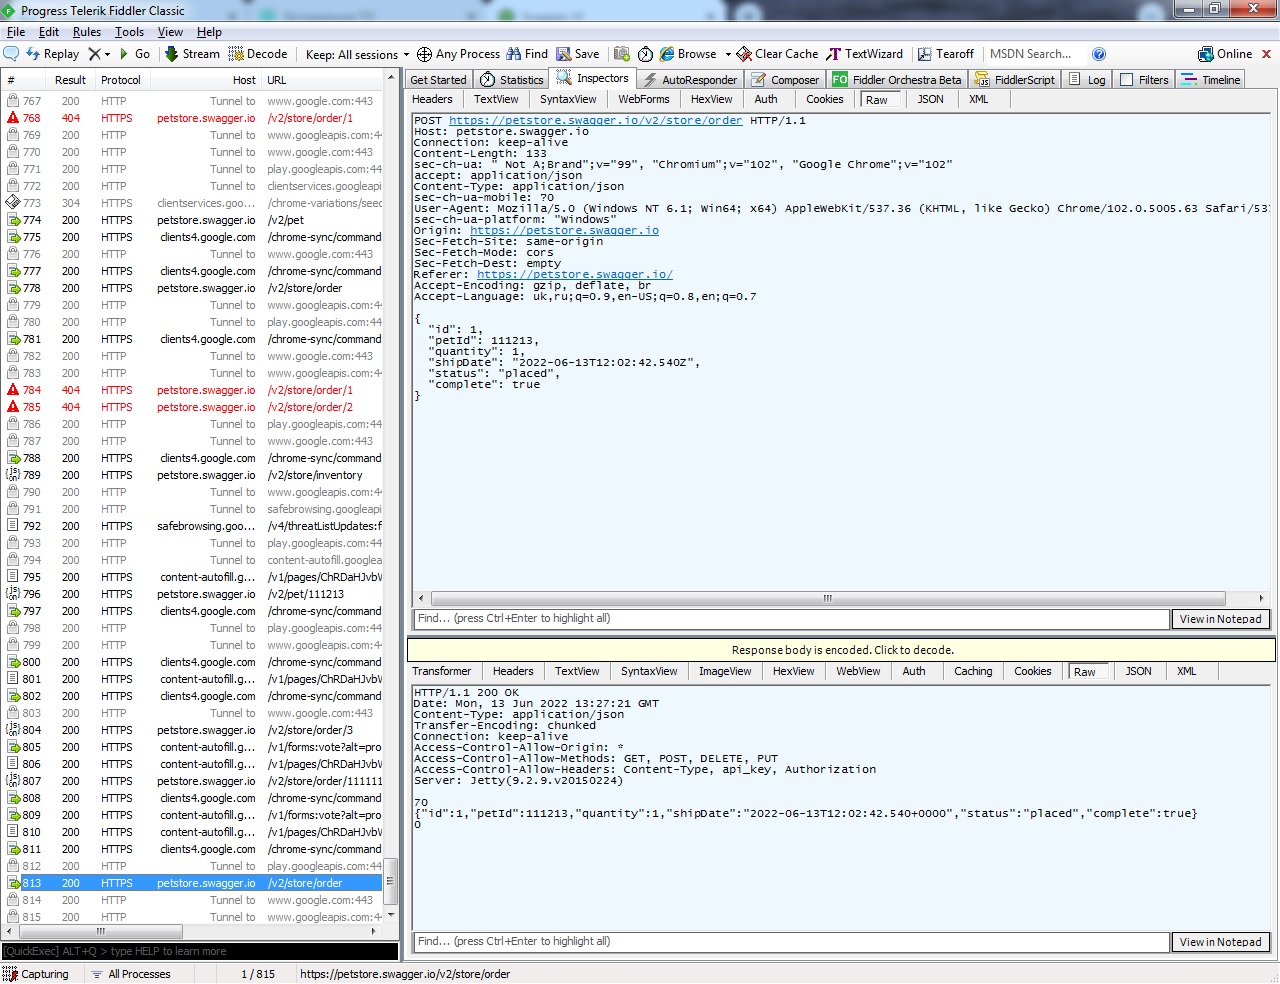 Progress Telerik Fiddler Classic
File Edit Rules Tools View Help
Replay Go Stream Decode Keep: All sessions Any Process Find Save Browse Clear Cache TextWizard Tearoff MSDN Search... Online
# Result Protocol Host URL
767 200 HTTP Tunnel to www.google.com:443
768 404 HTTPS petstore.swagger.io /v2/store/order/1
769 200 HTTP Tunnel to www.google.com:443
770 200 HTTP Tunnel to www.google.com:443
771 200 HTTP Tunnel to play.googleapis.com:44
772 200 HTTP Tunnel to clientservices.googleapi
773 304 HTTPS clientservices.goo... /chrome-variations/seed
774 200 HTTPS petstore.swagger.io /v2/pet
775 200 HTTPS clients4.google.com /chrome-sync/command
776 200 HTTP Tunnel to www.google.com:443
777 200 HTTPS clients4.google.com /chrome-sync/command
778 200 HTTPS petstore.swagger.io /v2/store/order
779 200 HTTP Tunnel to www.googleapis.com:44
780 200 HTTP Tunnel to play.googleapis.com:44
781 200 HTTPS clients4.google.com /chrome-sync/command
782 200 HTTP Tunnel to www.google.com:443
783 200 HTTP Tunnel to www.google.com:443
784 404 HTTPS petstore.swagger.io /v2/store/order/1
785 404 HTTPS petstore.swagger.io /v2/store/order/2
786 200 HTTP Tunnel to play.googleapis.com:44
787 200 HTTP Tunnel to www.google.com:443
788 200 HTTPS clients4.google.com /chrome-sync/command
789 200 HTTPS petstore.swagger.io /v2/store/inventory
790 200 HTTP Tunnel to www.googleapis.com:44
791 200 HTTP Tunnel to safebrowsing.googleapis
792 200 HTTPS safebrowsing.goo... /v4/threatListUpdates:f
793 200 HTTP Tunnel to play.googleapis.com:44
794 200 HTTP Tunnel to content-autofill.googlea
795 200 HTTPS content-autofill.g... /v1/pages/ChRDaHJvbW
796 200 HTTPS petstore.swagger.io /v2/pet/111213
797 200 HTTPS clients4.google.com /chrome-sync/command
798 200 HTTP Tunnel to play.googleapis.com:44
799 200 HTTP Tunnel to www.google.com:443
800 200 HTTPS clients4.google.com /chrome-sync/command
801 200 HTTPS content-autofill.g... /v1/pages/ChRDaHJvbW
802 200 HTTPS clients4.google.com /chrome-sync/command
803 200 HTTP Tunnel to www.google.com:443
804 200 HTTPS petstore.swagger.io /v2/store/order/3
805 200 HTTPS content-autofill.g... /v1/forms:vote?alt=pro
806 200 HTTPS content-autofill.g... /v1/pages/ChRDaHJvbW
807 200 HTTPS petstore.swagger.io /v2/store/order/111111
808 200 HTTPS clients4.google.com /chrome-sync/command
809 200 HTTPS content-autofill.g... /v1/forms:vote?alt=pro
810 200 HTTPS content-autofill.g... /v1/pages/ChRDaHJvbW
811 200 HTTPS clients4.google.com /chrome-sync/command
812 200 HTTP Tunnel to play.googleapis.com:44
813 200 HTTPS petstore.swagger.io /v2/store/order
814 200 HTTP Tunnel to www.google.com:443
815 200 HTTP Tunnel to www.googleapis.com:44
[QuickExec] ALT+Q > type HELP to learn more
Get Started Statistics Inspectors AutoResponder Composer FO Fiddler Orchestra Beta FiddlerScript Log Filters Timeline
Headers TextView SyntaxView WebForms HexView Auth Cookies Raw JSON XML
POST https://petstore.swagger.io/v2/store/order HTTP/1.1
Host: petstore.swagger.io
Connection: keep-alive
Content-Length: 133
sec-ch-ua: " Not A;Brand";v="99", "Chromium";v="102", "Google Chrome";v="102"
accept: application/json
Content-Type: application/json
sec-ch-ua-mobile: ?0
User-Agent: Mozilla/5.0 (Windows NT 6.1; Win64; x64) AppleWebKit/537.36 (KHTML, like Gecko) Chrome/102.0.5005.63 Safari/537
sec-ch-ua-platform: "Windows"
Origin: https://petstore.swagger.io
Sec-Fetch-Site: same-origin
Sec-Fetch-Mode: cors
Sec-Fetch-Dest: empty
Referer: https://petstore.swagger.io/
Accept-Encoding: gzip, deflate, br
Accept-Language: uk,ru;q=0.9,en-US;q=0.8,en;q=0.7
{
"id": 1,
"petId": 111213,
"quantity": 1,
"shipDate": "2022-06-13T12:02:42.540Z",
"status": "placed",
"complete": true
}
Find... (press Ctrl+Enter to highlight all) View in Notepad
Response body is encoded. Click to decode.
Transformer Headers TextView SyntaxView ImageView HexView WebView Auth Caching Cookies Raw JSON XML
HTTP/1.1 200 OK
Date: Mon, 13 Jun 2022 13:27:21 GMT
Content-Type: application/json
Transfer-Encoding: chunked
Connection: keep-alive
Access-Control-Allow-Origin: *
Access-Control-Allow-Methods: GET, POST, DELETE, PUT
Access-Control-Allow-Headers: Content-Type, api_key, Authorization
Server: Jetty(9.2.9.v20150224)
70
{"id":1,"petId":111213,"quantity":1,"shipDate":"2022-06-13T12:02:42.540+0000","status":"placed","complete":true}
0
Find... (press Ctrl+Enter to highlight all) View in Notepad
Capturing All Processes 1 / 815 https://petstore.swagger.io/v2/store/order